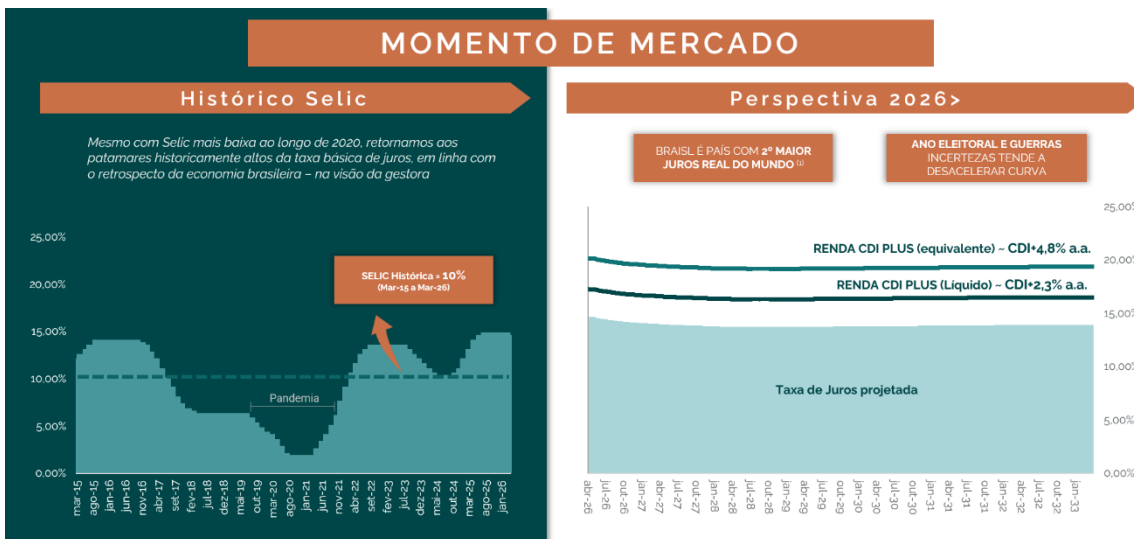 MOMENTO DE MERCADO
Histórico Selic
Mesmo com Selic mais baixa ao longo de 2020, retornamos aos
patamares historicamente altos da taxa básica de juros, em linha com
o retrospecto da economia brasileira – na visão da gestora
25,00%
20,00%
15,00%
10,00%
5,00%
0,00%
SELIC Histórica = 10%
(Mar-15 a Mar-26)
Pandemia
mar-15
ago-15
jan-16
jun-16
nov-16
abr-17
set-17
fev-18
jul-18
dez-18
mai-19
out-19
mar-20
ago-20
jan-21
jun-21
nov-21
abr-22
set-22
fev-23
jul-23
dez-23
mai-24
out-24
mar-25
ago-25
jan-26
Perspectiva 2026>
BRAISL É PAÍS COM 2º MAIOR
JUROS REAL DO MUNDO (1)
ANO ELEITORAL E GUERRAS
INCERTEZAS TENDE A
DESACELERAR CURVA
25,00%
20,00%
15,00%
10,00%
5,00%
0,00%
RENDA CDI PLUS (equivalente) ~ CDI+4,8% a.a.
RENDA CDI PLUS (Líquido) ~ CDI+2,3% a.a.
Taxa de Juros projetada
abr-26
jul-26
out-26
jan-27
abr-27
jul-27
out-27
jan-28
abr-28
jul-28
out-28
jan-29
abr-29
jul-29
out-29
jan-30
abr-30
jul-30
out-30
jan-31
abr-31
jul-31
out-31
jan-32
abr-32
jul-32
out-32
jan-33